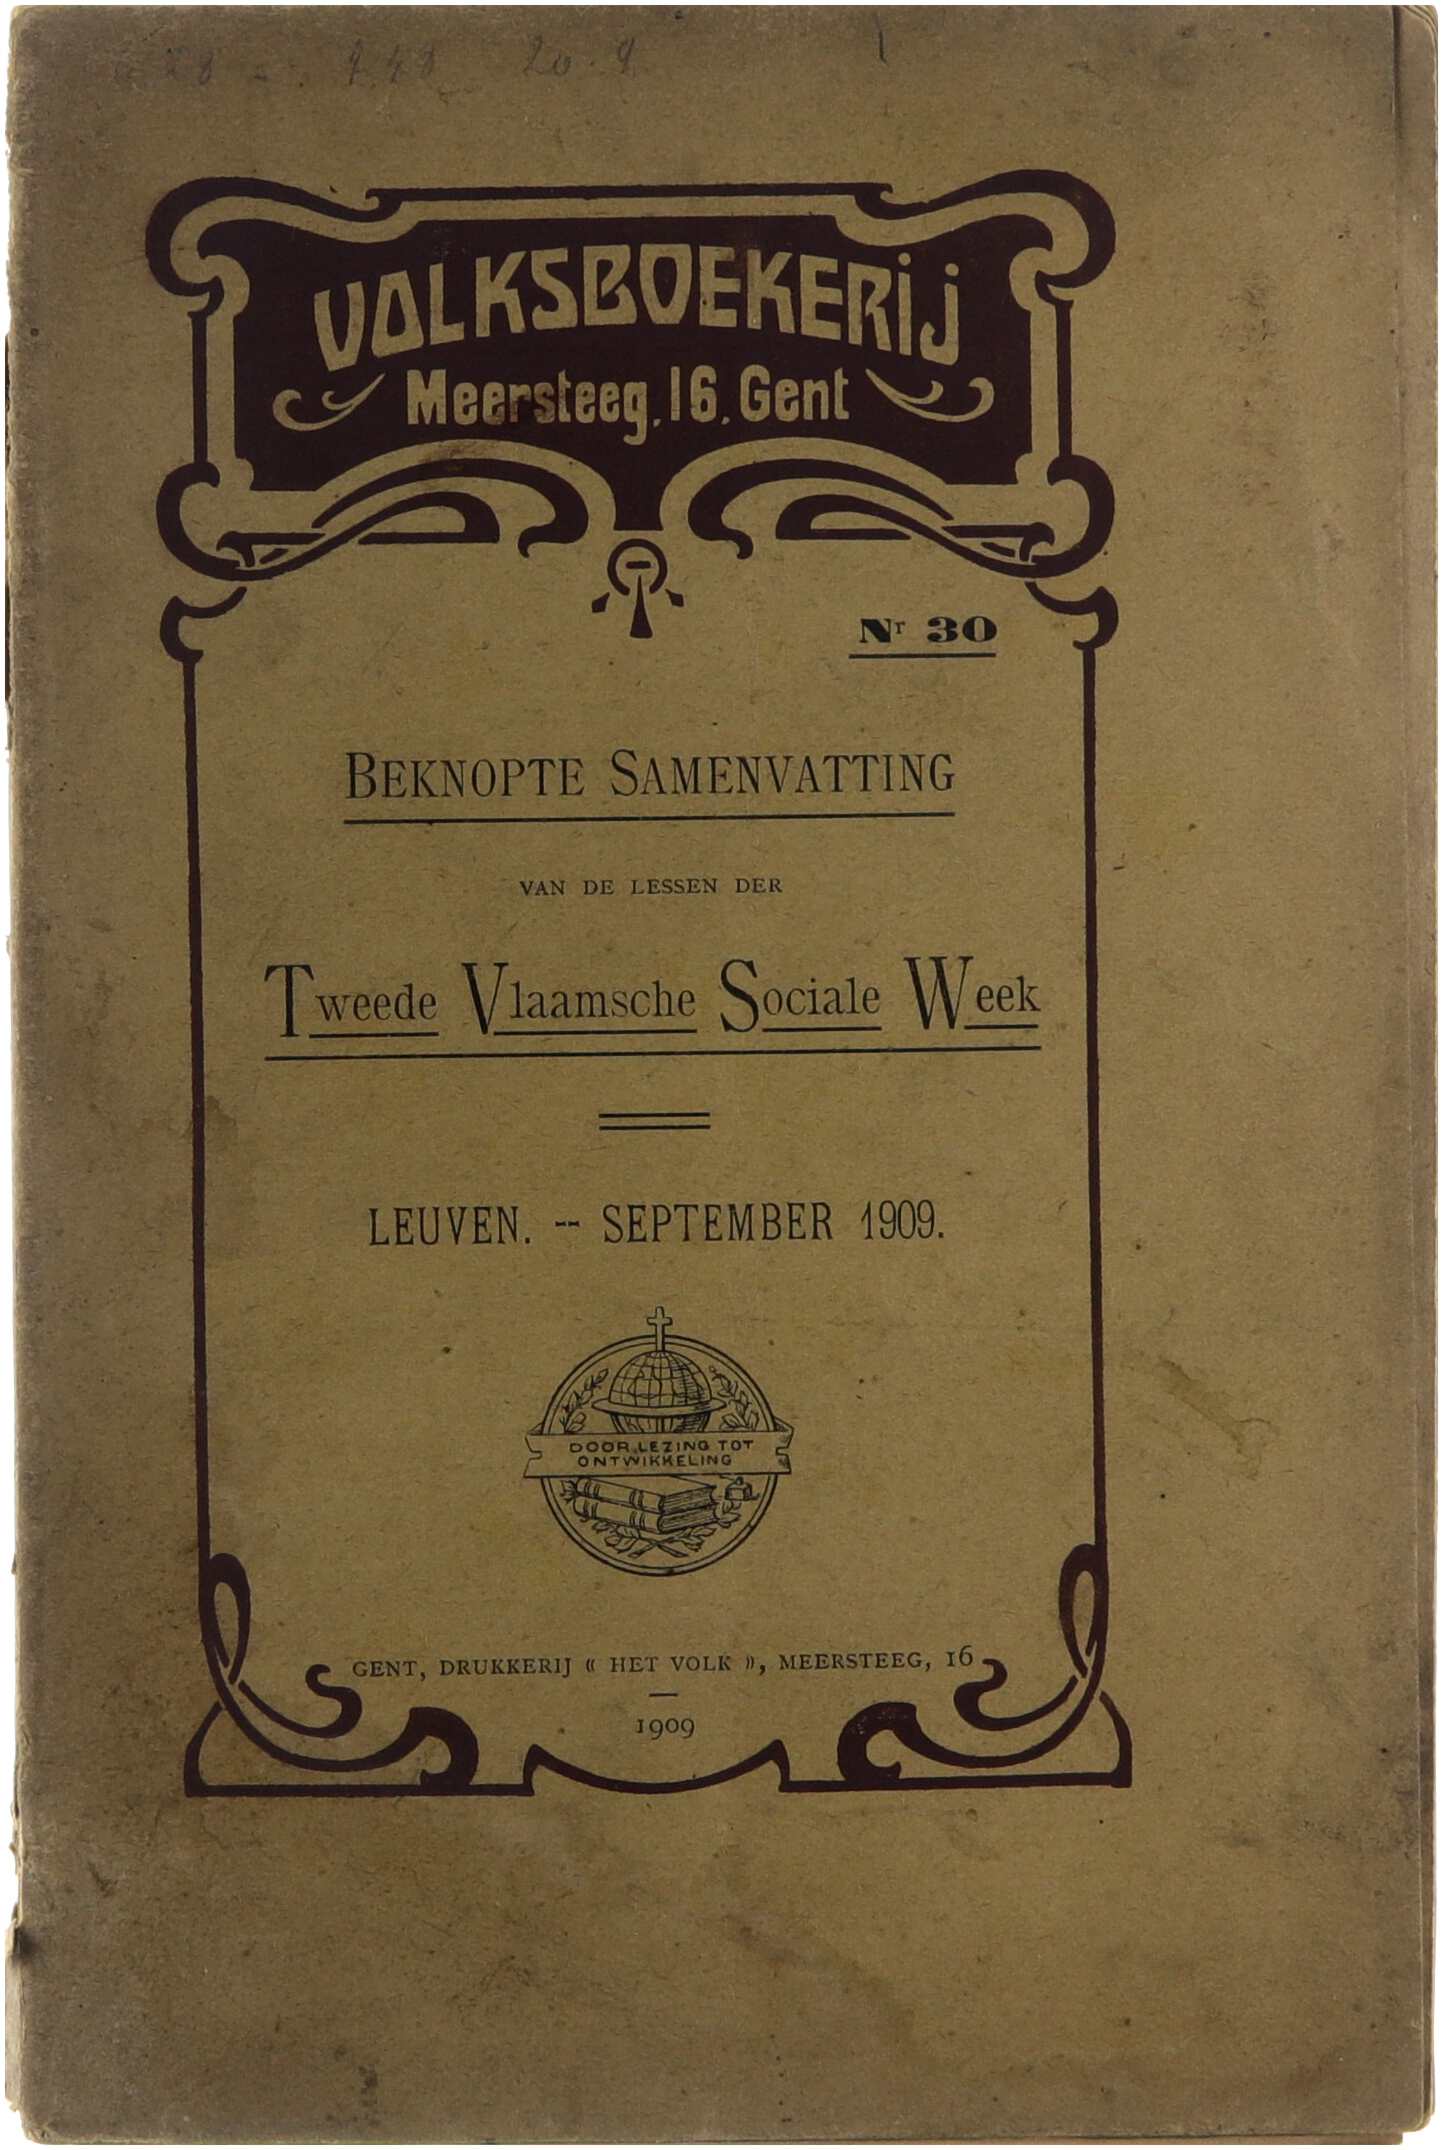 VOLKSBOEKERIJ
Meersteeg, 16, Gent
Nr 30
BEKNOPTE SAMENVATTING
VAN DE LESSEN DER
Tweede Vlaamsche Sociale Week
LEUVEN. -- SEPTEMBER 1909.
DOOR LEZING TOT
ONTWIKKELING
GENT, DRUKKERIJ « HET VOLK », MEERSTEEG, 16
1909